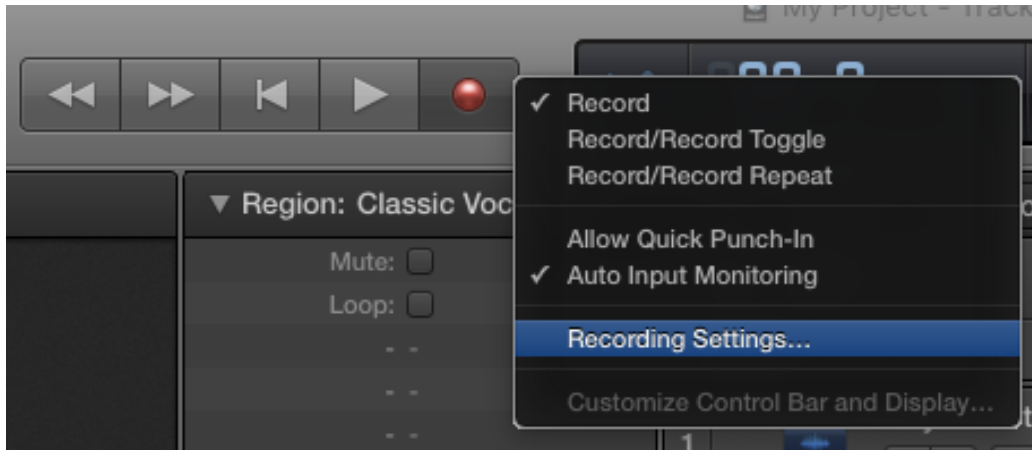 My Project - Track
Record
Record/Record Toggle
Record/Record Repeat
Region: Classic Voc
Allow Quick Punch-In
Mute:
Auto Input Monitoring
Loop:
Recording Settings...
- -
- -
Customize Control Bar and Display...
- -
1